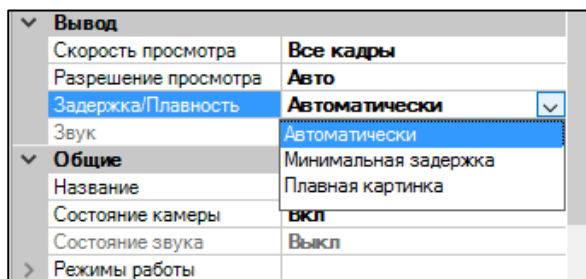 Вывод
Скорость просмотра Все кадры
Разрешение просмотра Авто
Задержка/Плавность Автоматически
Звук Автоматически
Общие Минимальная задержка
Название Плавная картинка
Состояние камеры Вкл
Состояние звука Выкл
Режимы работы